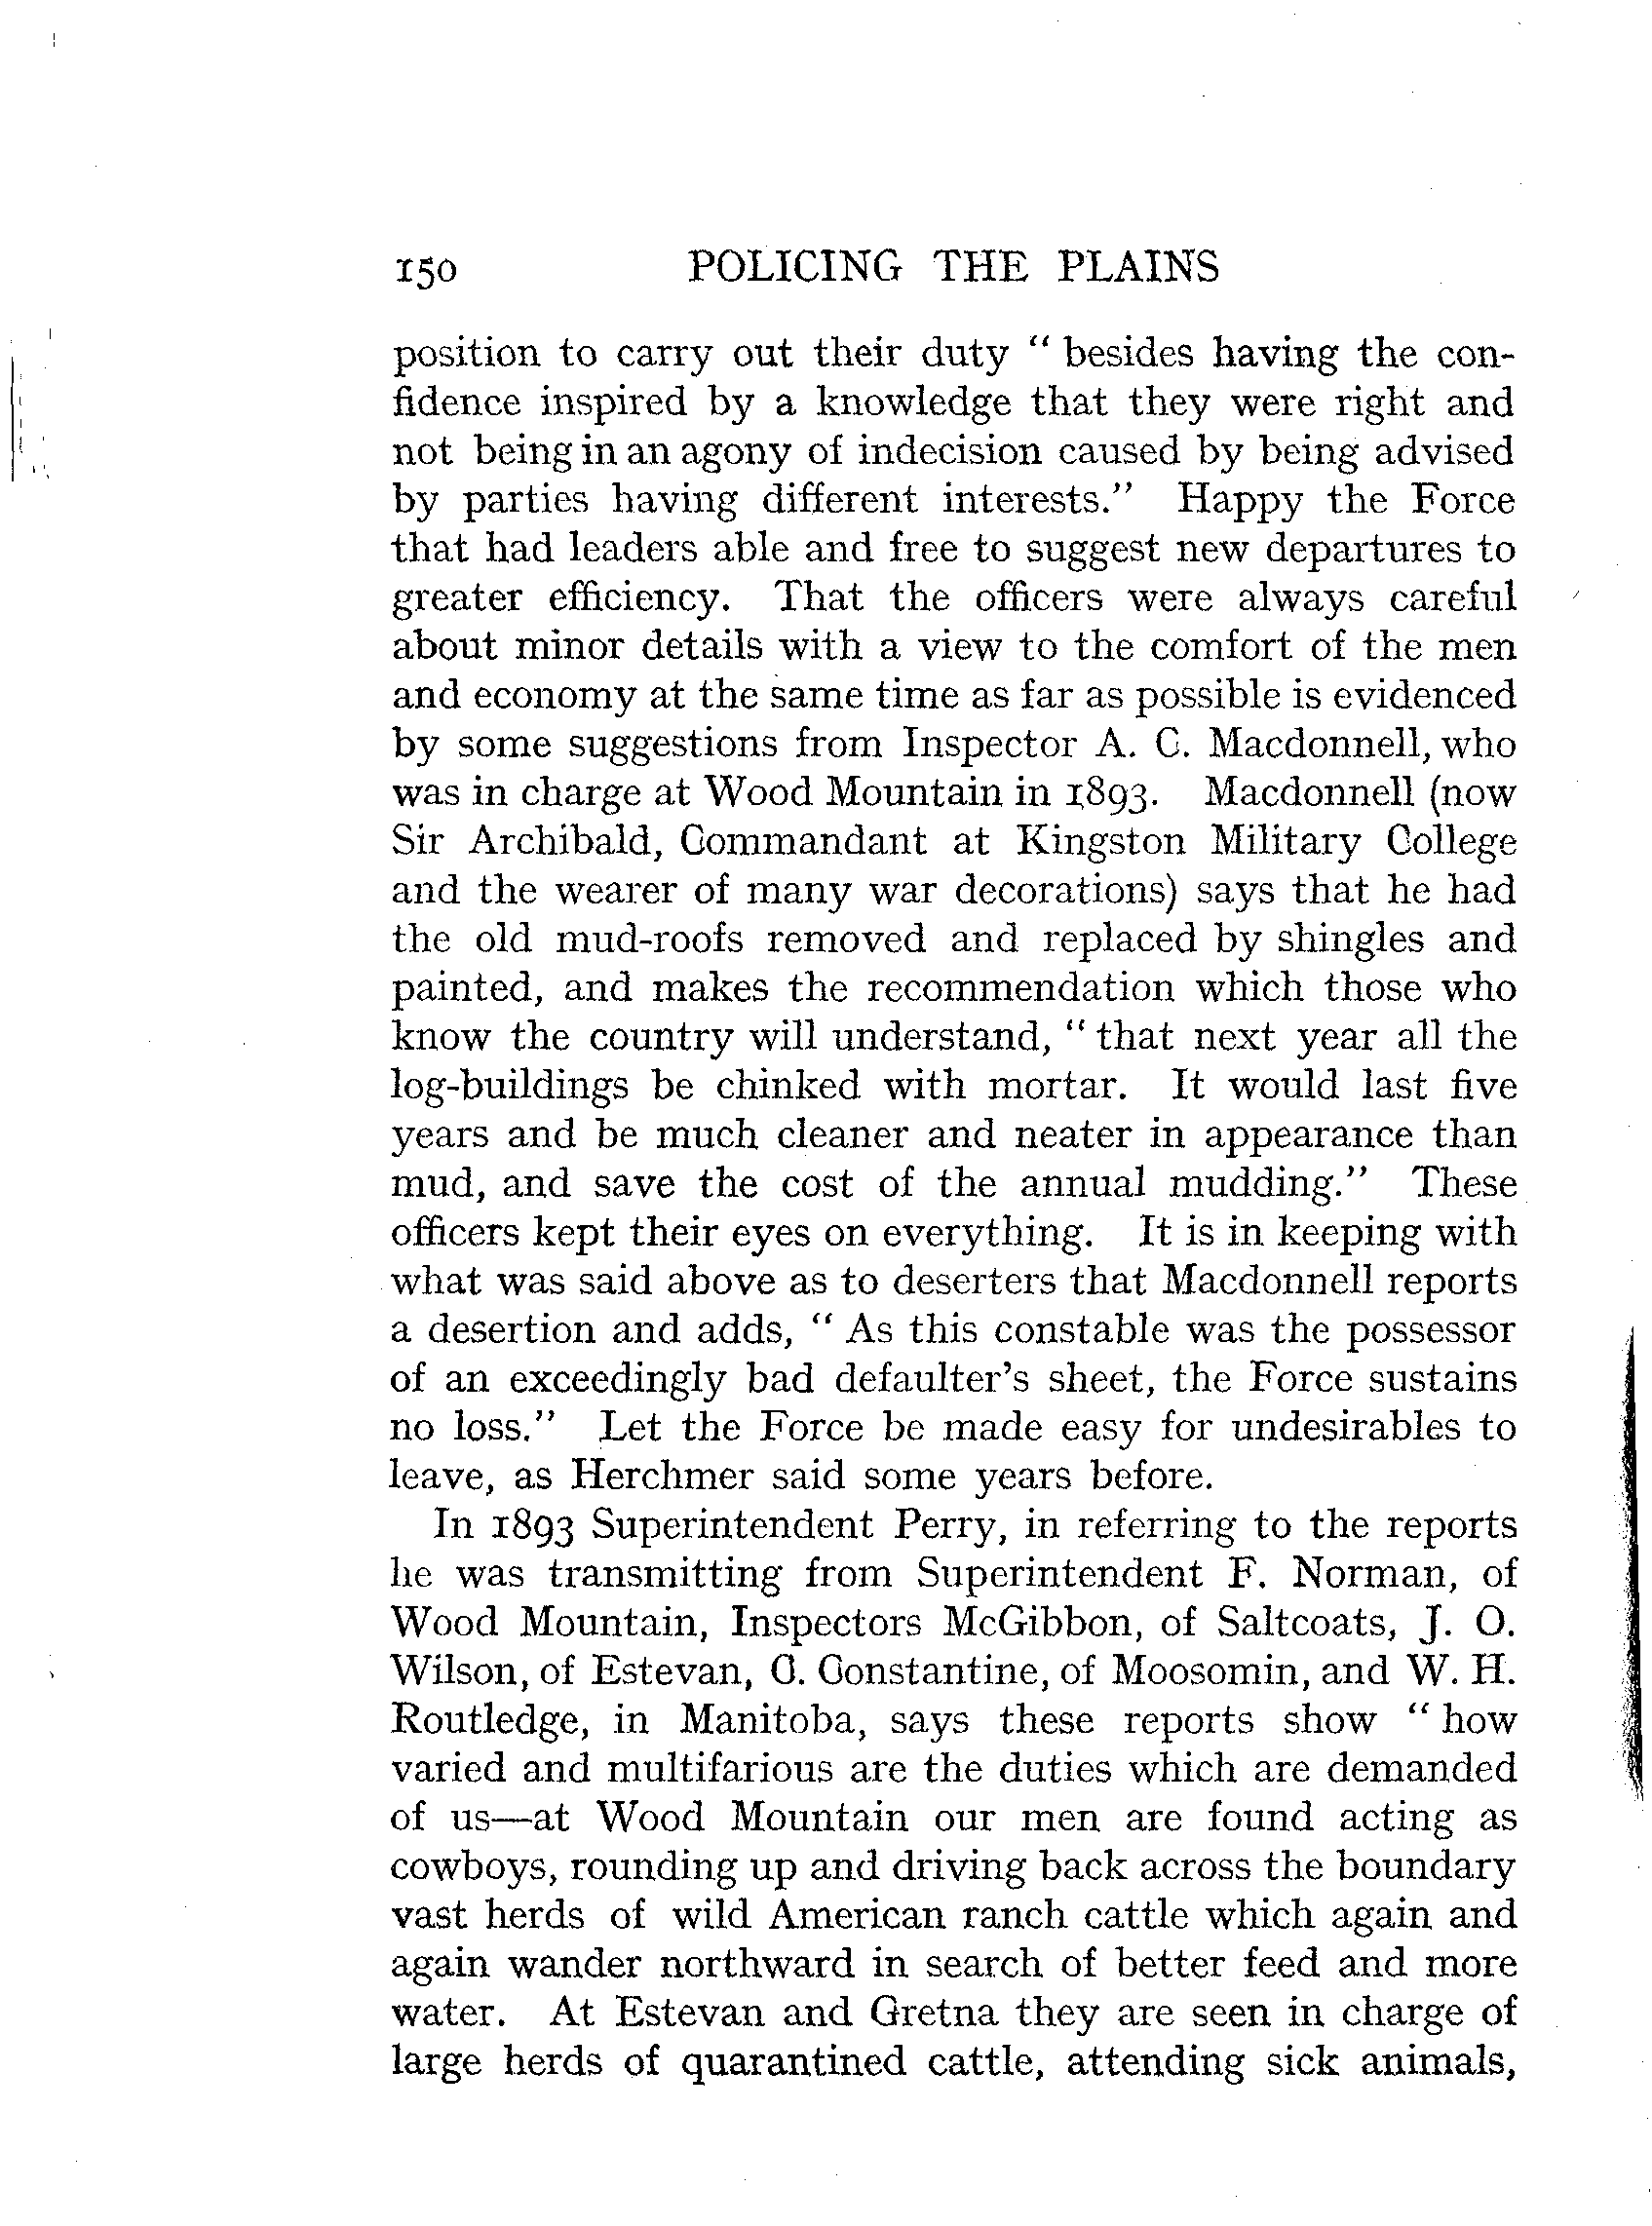 150 POLICING THE PLAINS
position to carry out their duty " besides having the con-
fidence inspired by a knowledge that they were right and
not being in an agony of indecision caused by being advised
by parties having different interests." Happy the Force
that had leaders able and free to suggest new departures to
greater efficiency. That the officers were always careful
about minor details with a view to the comfort of the men
and economy at the same time as far as possible is evidenced
by some suggestions from Inspector A. C. Macdonnell, who
was in charge at Wood Mountain in 1893. Macdonnell (now
Sir Archibald, Commandant at Kingston Military College
and the wearer of many war decorations) says that he had
the old mud-roofs removed and replaced by shingles and
painted, and makes the recommendation which those who
know the country will understand, " that next year all the
log-buildings be chinked with mortar. It would last five
years and be much cleaner and neater in appearance than
mud, and save the cost of the annual mudding." These
officers kept their eyes on everything. It is in keeping with
what was said above as to deserters that Macdonnell reports
a desertion and adds, " As this constable was the possessor
of an exceedingly bad defaulter's sheet, the Force sustains
no loss." Let the Force be made easy for undesirables to
leave, as Herchmer said some years before.
In 1893 Superintendent Perry, in referring to the reports
he was transmitting from Superintendent F. Norman, of
Wood Mountain, Inspectors McGibbon, of Saltcoats, J. O.
Wilson, of Estevan, C. Constantine, of Moosomin, and W. H.
Routledge, in Manitoba, says these reports show " how
varied and multifarious are the duties which are demanded
of us—at Wood Mountain our men are found acting as
cowboys, rounding up and driving back across the boundary
vast herds of wild American ranch cattle which again and
again wander northward in search of better feed and more
water. At Estevan and Gretna they are seen in charge of
large herds of quarantined cattle, attending sick animals,